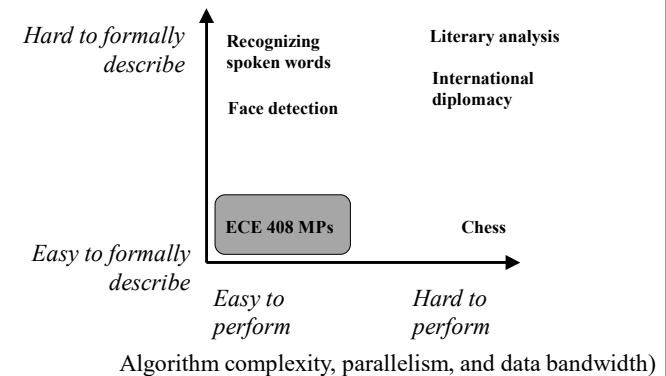 Hard to formally
describe
Recognizing
spoken words
Face detection
Literary analysis
International
diplomacy
ECE 408 MPs
Chess
Easy to formally
describe
Easy to
perform
Hard to
perform
Algorithm complexity, parallelism, and data bandwidth)